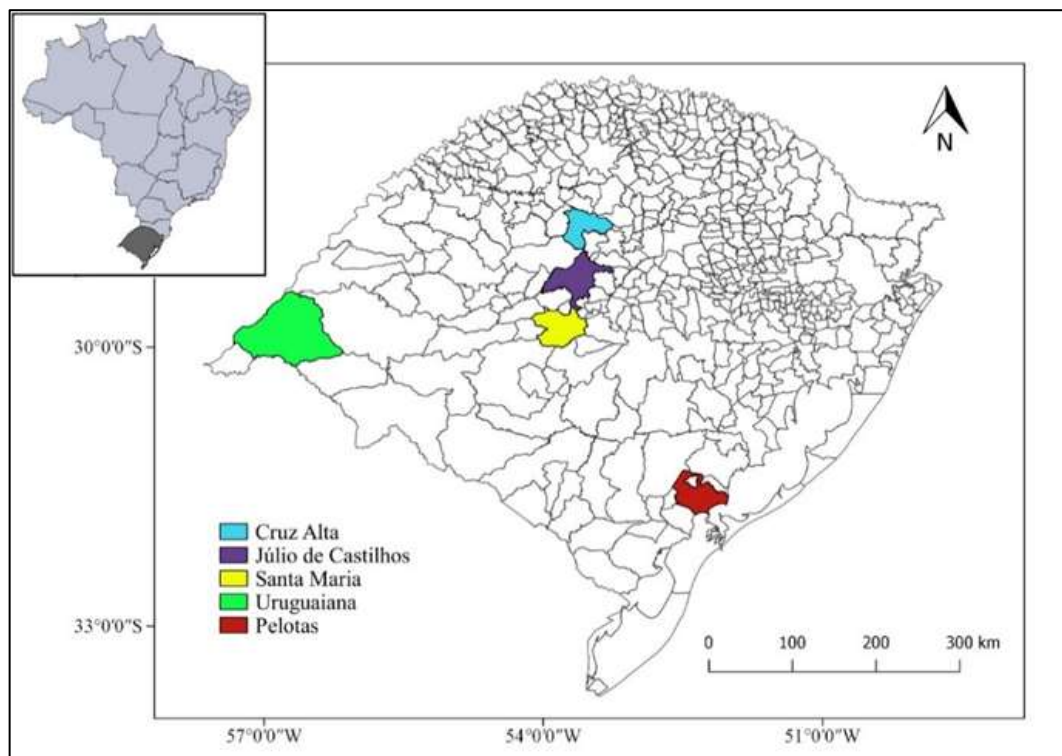 N
30°0'0"S
Cruz Alta
Júlio de Castilhos
Santa Maria
Uruguaiana
Pelotas
33°0'0"S
0 100 200 300 km
57°0'0"W 54°0'0"W 51°0'0"W